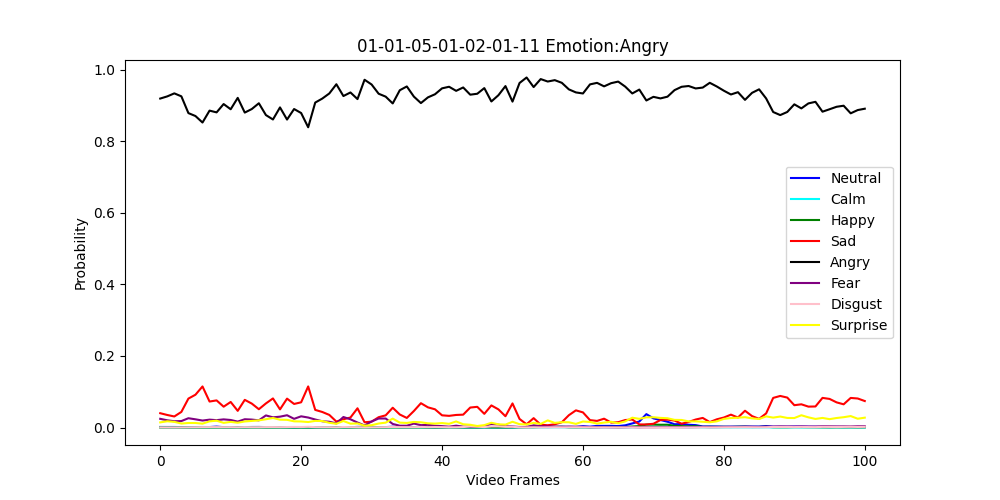 01-01-05-01-02-01-11 Emotion:Angry
1.0
0.8
0.6
0.4
0.2
0.0
Probability
Neutral
Calm
Happy
Sad
Angry
Fear
Disgust
Surprise
0 20 40 60 80 100
Video Frames